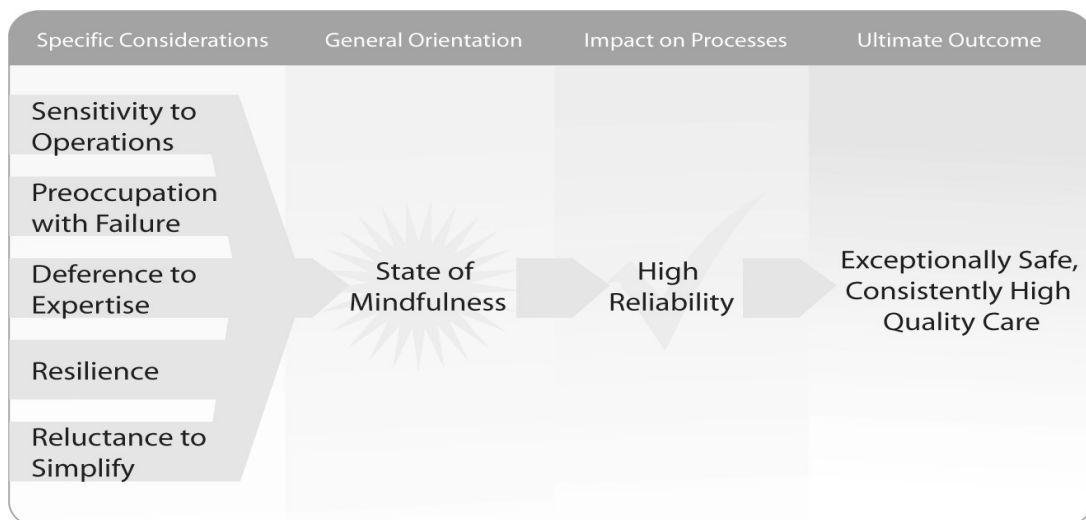 Specific Considerations
General Orientation
Impact on Processes
Ultimate Outcome
Sensitivity to
Operations
Preoccupation
with Failure
Deference to
Expertise
Resilience
Reluctance to
Simplify
State of
Mindfulness
High
Reliability
Exceptionally Safe,
Consistently High
Quality Care